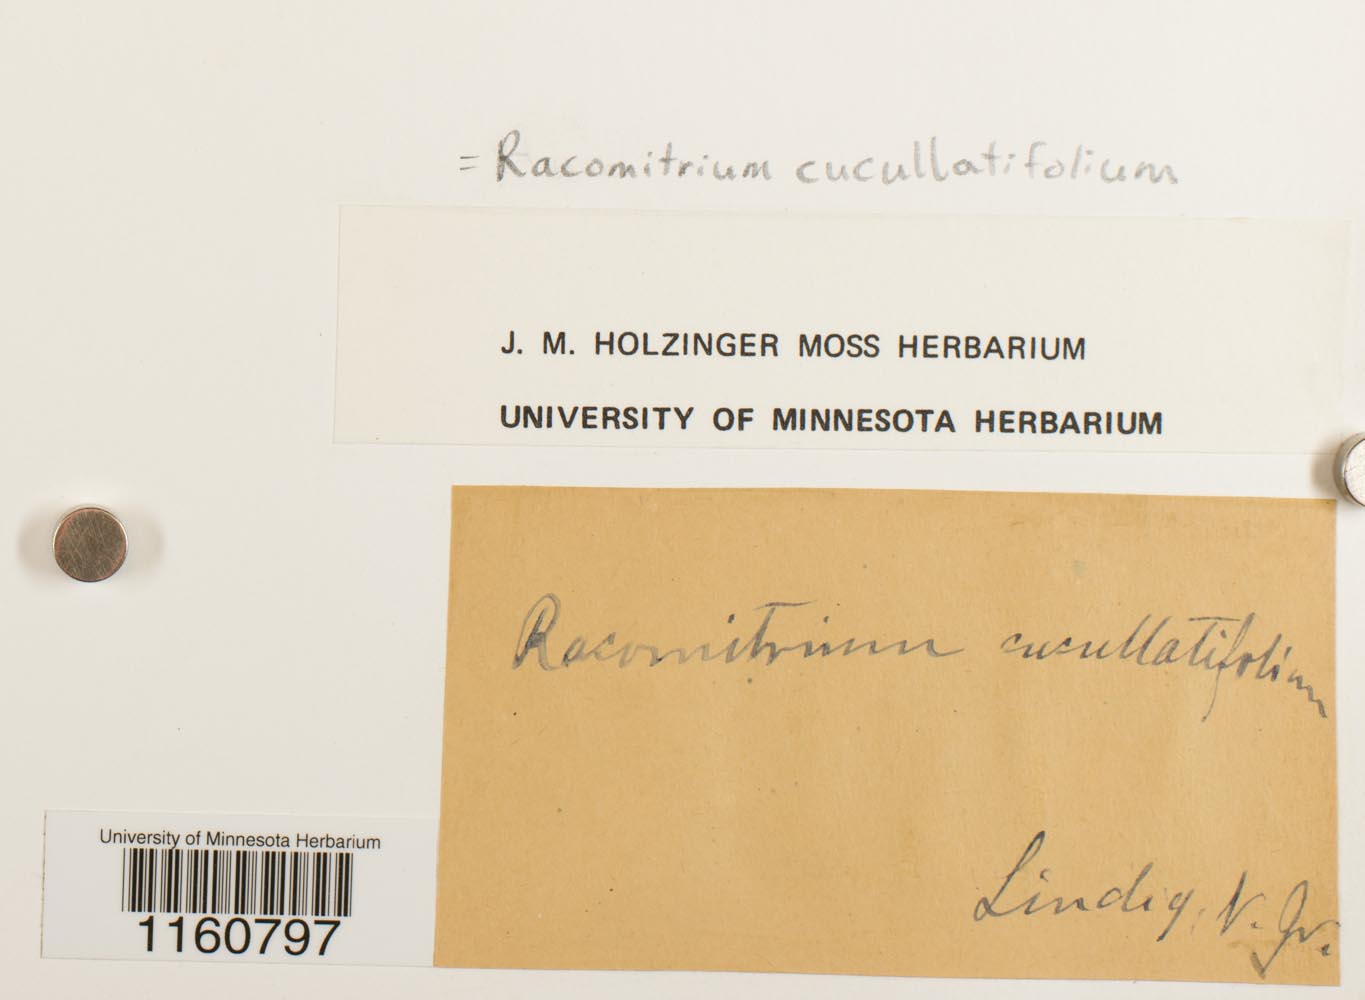 = Racomitrium cucullatifolium
J. M. HOLZINGER MOSS HERBARIUM
UNIVERSITY OF MINNESOTA HERBARIUM
Racomitrium cucullatifolium
Lindig, N. Gr.
University of Minnesota Herbarium
1160797